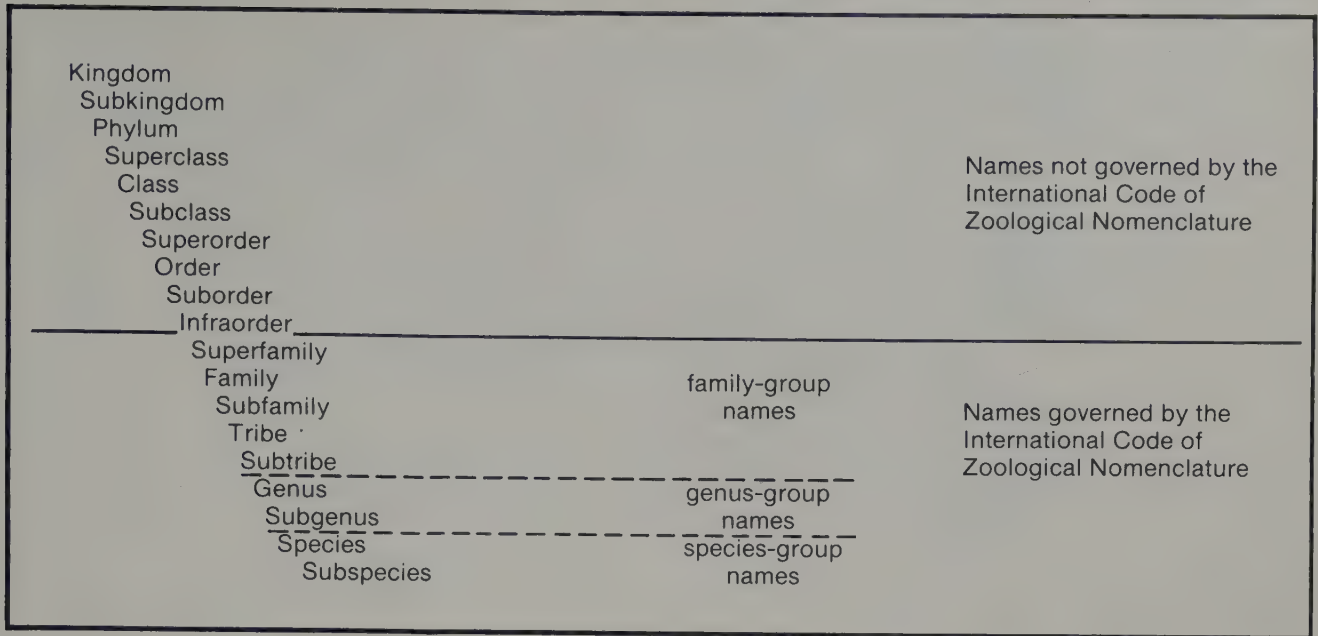 Kingdom
Subkingdom
Phylum
Superclass
Class
Subclass
Superorder
Order
Suborder
Infraorder
Names not governed by the
International Code of
Zoological Nomenclature
Superfamily
Family
Subfamily
Tribe
Subtribe
family-group
names
Genus
Subgenus
genus-group
names
Species
Subspecies
species-group
names
Names governed by the
International Code of
Zoological Nomenclature